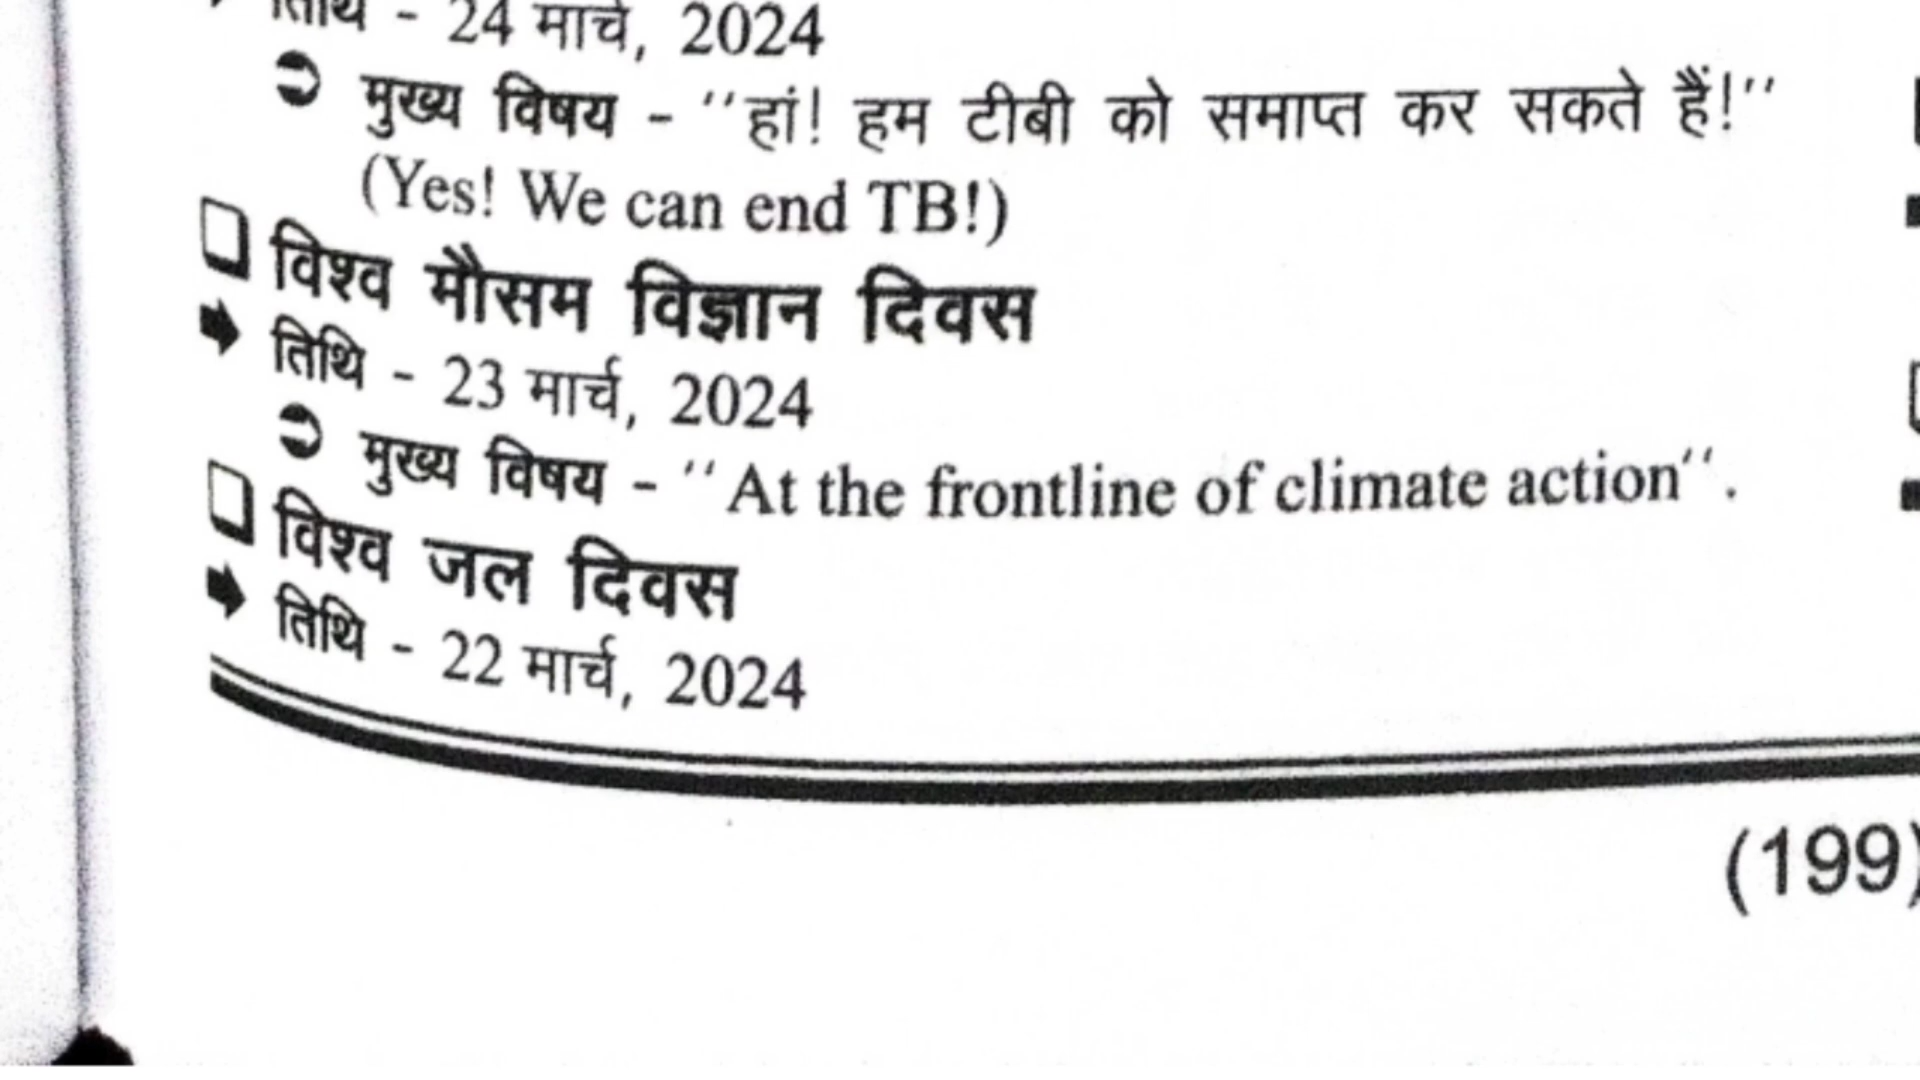 तिथि - 24 मार्च, 2024
मुख्य विषय - ''हां! हम टीबी को समाप्त कर सकते हैं!''
(Yes! We can end TB!)
विश्व मौसम विज्ञान दिवस
तिथि - 23 मार्च, 2024
मुख्य विषय - ''At the frontline of climate action''.
विश्व जल दिवस
तिथि - 22 मार्च, 2024
(199)